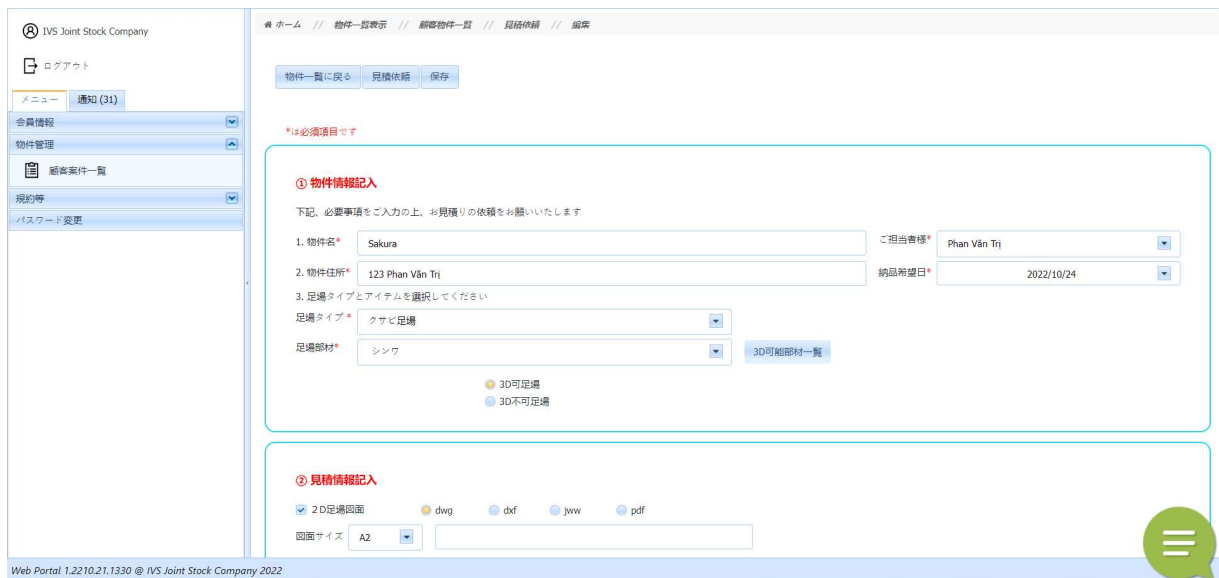 IVS Joint Stock Company
ログアウト
メニュー 通知 (31)
会員情報
物件管理
顧客案件一覧
規約等
パスワード変更
ホーム // 物件一覧表示 // 顧客物件一覧 // 見積依頼 // 編集
物件一覧に戻る 見積依頼 保存
*は必須項目です
① 物件情報記入
下記、必要事項をご入力の上、お見積りの依頼をお願いいたします
1. 物件名* Sakura ご担当者様* Phan Văn Trị
2. 物件住所* 123 Phan Văn Trị 納品希望日* 2022/10/24
3. 足場タイプとアイテムを選択してください
足場タイプ * クサビ足場
足場部材* シンワ 3D可能部材一覧
3D可足場
3D不可足場
② 見積情報記入
2D足場図面 dwg dxf jww pdf
図面サイズ A2
Web Portal 1.2210.21.1330 @ IVS Joint Stock Company 2022